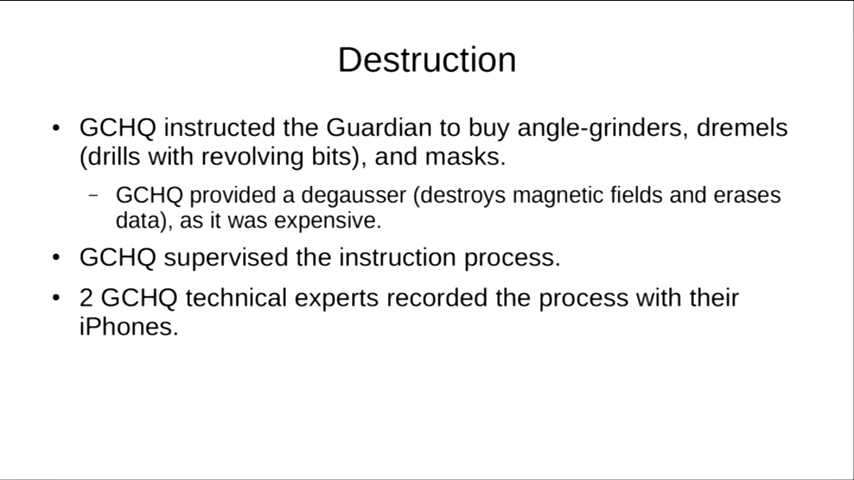 Destruction
• GCHQ instructed the Guardian to buy angle-grinders, dremels
(drills with revolving bits), and masks.
– GCHQ provided a degausser (destroys magnetic fields and erases
data), as it was expensive.
• GCHQ supervised the instruction process.
• 2 GCHQ technical experts recorded the process with their
iPhones.